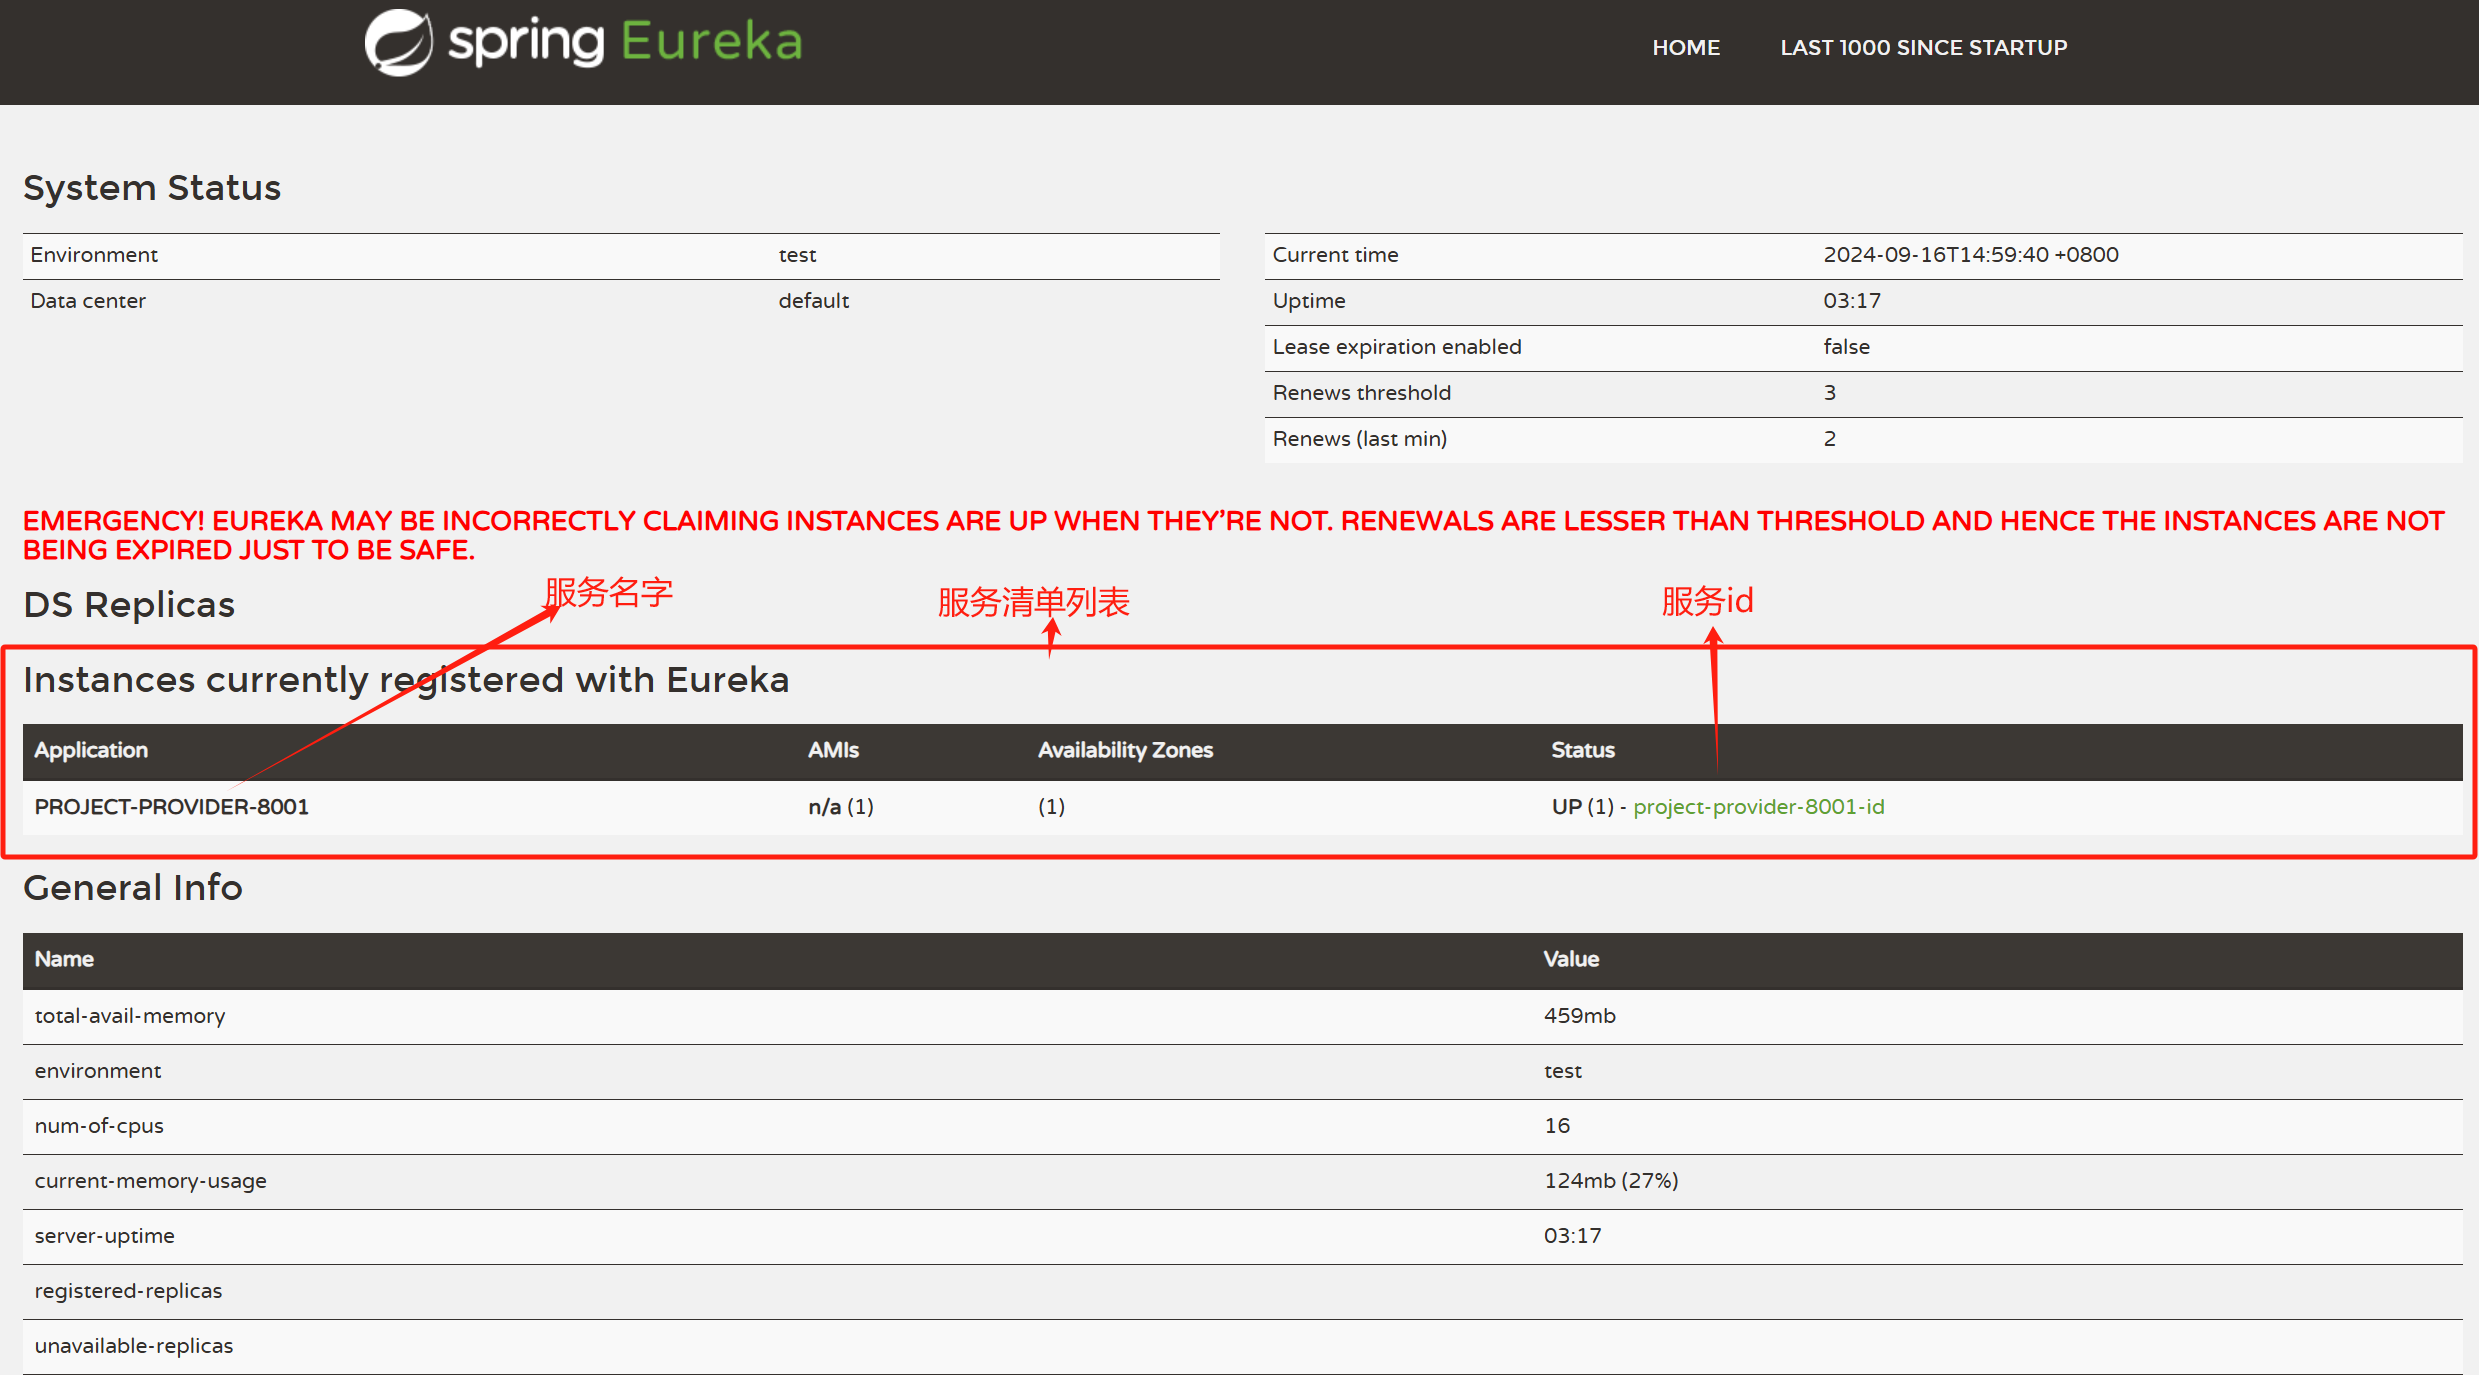 spring Eureka
HOME LAST 1000 SINCE STARTUP
System Status
Environment test
Data center default
Current time 2024-09-16T14:59:40 +0800
Uptime 03:17
Lease expiration enabled false
Renews threshold 3
Renews (last min) 2
EMERGENCY! EUREKA MAY BE INCORRECTLY CLAIMING INSTANCES ARE UP WHEN THEY'RE NOT. RENEWALS ARE LESSER THAN THRESHOLD AND HENCE THE INSTANCES ARE NOT
BEING EXPIRED JUST TO BE SAFE.
服务名字 服务清单列表 服务id
DS Replicas
Instances currently registered with Eureka
Application AMIs Availability Zones Status
PROJECT-PROVIDER-8001 n/a (1) (1) UP (1) - project-provider-8001-id
General Info
Name Value
total-avail-memory 459mb
environment test
num-of-cpus 16
current-memory-usage 124mb (27%)
server-uptime 03:17
registered-replicas
unavailable-replicas